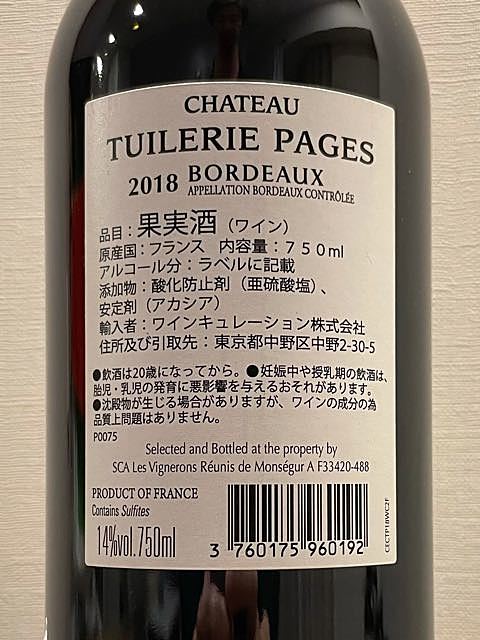 CHATEAU
TUILERIE PAGES
2018 BORDEAUX
APPELLATION BORDEAUX CONTRÔLÉE
品目：果実酒（ワイン）
原産国：フランス　内容量：７５０ml
アルコール分：ラベルに記載
添加物：酸化防止剤（亜硫酸塩）、
安定剤（アカシア）
輸入者：ワインキュレーション株式会社
住所及び引取先：東京都中野区中野2-30-5
●飲酒は20歳になってから。●妊娠中や授乳期の飲酒は、
胎児・乳児の発育に悪影響を与えるおそれがあります。
●沈殿物が生じる場合がありますが、ワインの成分の為
品質上問題はありません。
P0075
Selected and Bottled at the property by
SCA Les Vignerons Réunis de Monségur A F33420-488
PRODUCT OF FRANCE
Contains Sulfites
14%vol.750ml
3 760175 960192
CECTP18WC2F